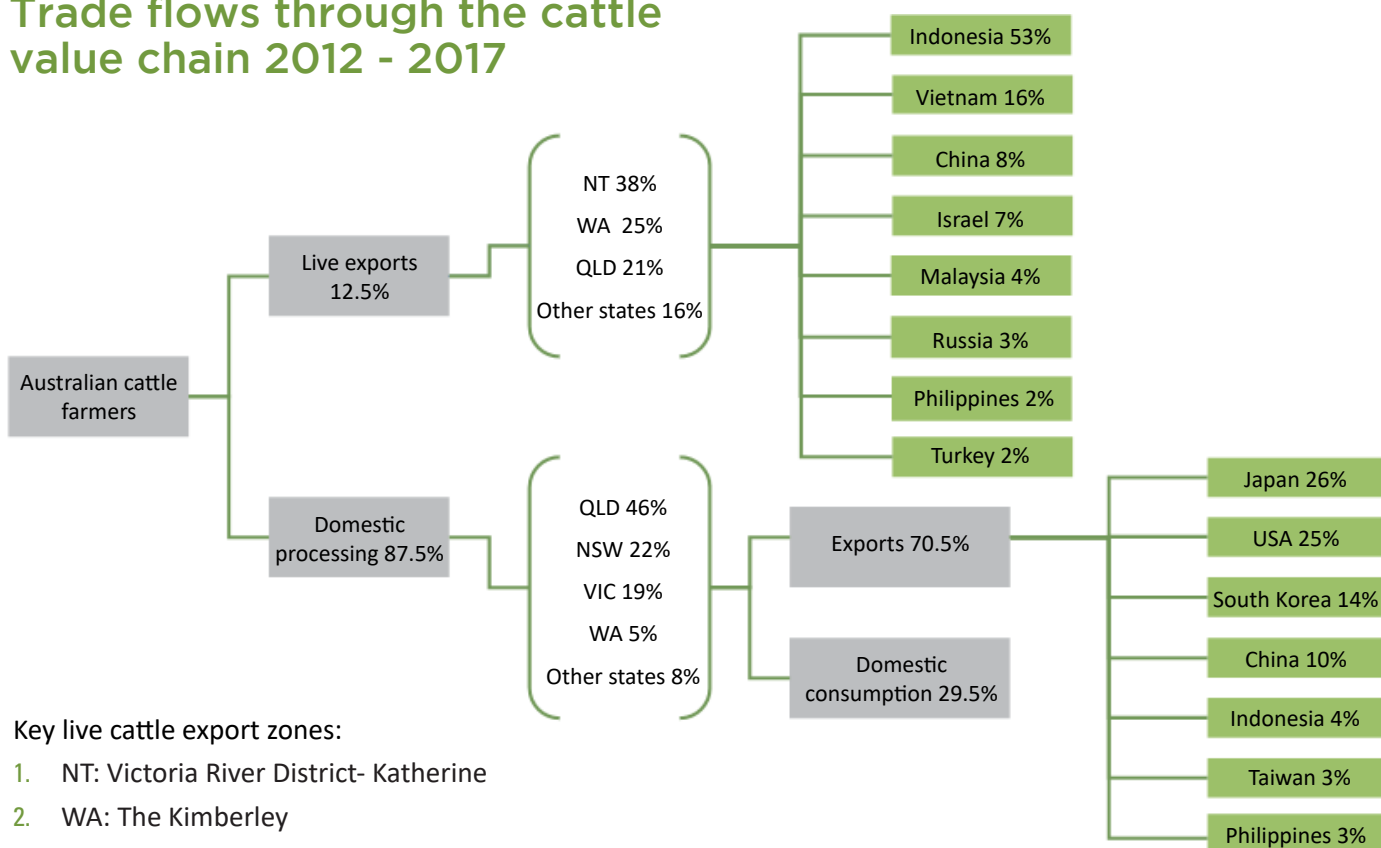 Trade flows through the cattle
value chain 2012 - 2017
Australian cattle
farmers
Live exports
12.5%
NT 38%
WA 25%
QLD 21%
Other states 16%
Indonesia 53%
Vietnam 16%
China 8%
Israel 7%
Malaysia 4%
Russia 3%
Philippines 2%
Turkey 2%
Domestic
processing 87.5%
QLD 46%
NSW 22%
VIC 19%
WA 5%
Other states 8%
Exports 70.5%
Domestic
consumption 29.5%
Japan 26%
USA 25%
South Korea 14%
China 10%
Indonesia 4%
Taiwan 3%
Philippines 3%
Key live cattle export zones:
1. NT: Victoria River District- Katherine
2. WA: The Kimberley